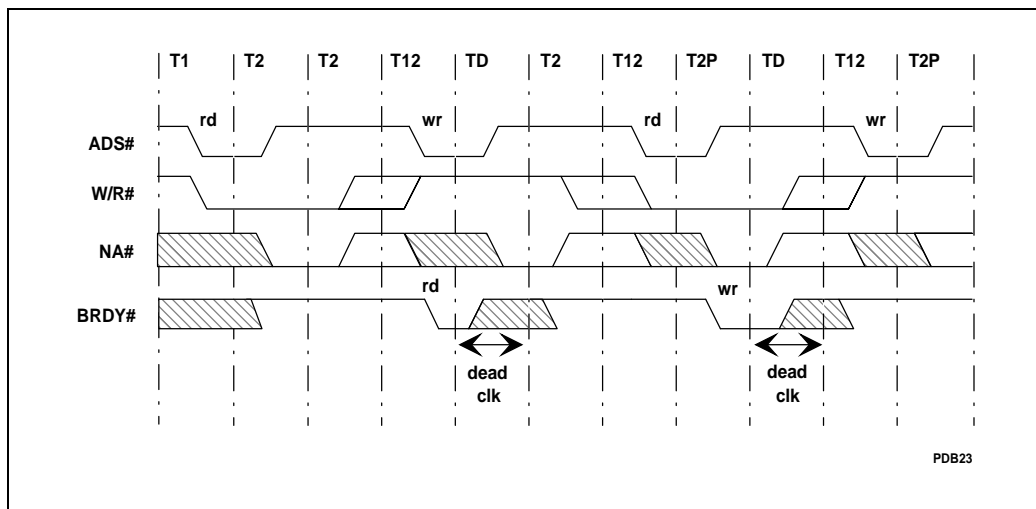 T1 T2 T2 T12 TD T2 T12 T2P TD T12 T2P
rd wr rd wr
ADS#
W/R#
NA#
rd wr
BRDY#
dead dead
clk clk
PDB23